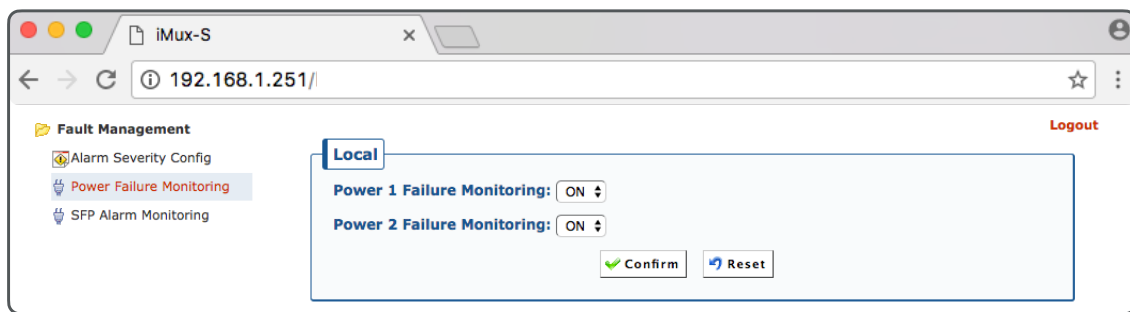 iMux-S
192.168.1.251/
Fault Management
Logout
Alarm Severity Config
Power Failure Monitoring
SFP Alarm Monitoring
Local
Power 1 Failure Monitoring: ON
Power 2 Failure Monitoring: ON
Confirm Reset